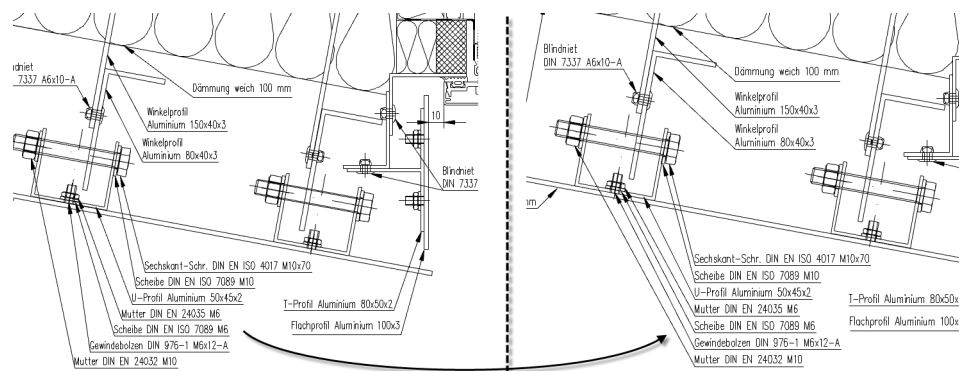 DIN 7337 A6x10-A
Dämmung weich 100 mm
Winkelprofil
Aluminium 150x40x3
Winkelprofil
Aluminium 80x40x3
10
Blindniet
DIN 7337
Sechskant-Schr. DIN EN ISO 4017 M10x70
Scheibe DIN EN ISO 7089 M10
U-Profil Aluminium 50x45x2
Mutter DIN EN 24035 M6
Scheibe DIN EN ISO 7089 M6
Gewindebolzen DIN 976-1 M6x12-A
Mutter DIN EN 24032 M10
T-Profil Aluminium 80x50x2
Flachprofil Aluminium 100x3
Blindniet
DIN 7337 A6x10-A
Dämmung weich 100 mm
Winkelprofil
Aluminium 150x40x3
Winkelprofil
Aluminium 80x40x3
Sechskant-Schr. DIN EN ISO 4017 M10x70
Scheibe DIN EN ISO 7089 M10
U-Profil Aluminium 50x45x2
Mutter DIN EN 24035 M6
Scheibe DIN EN ISO 7089 M6
Gewindebolzen DIN 976-1 M6x12-A
Mutter DIN EN 24032 M10
T-Profil Aluminium 80x50x
Flachprofil Aluminium 100x